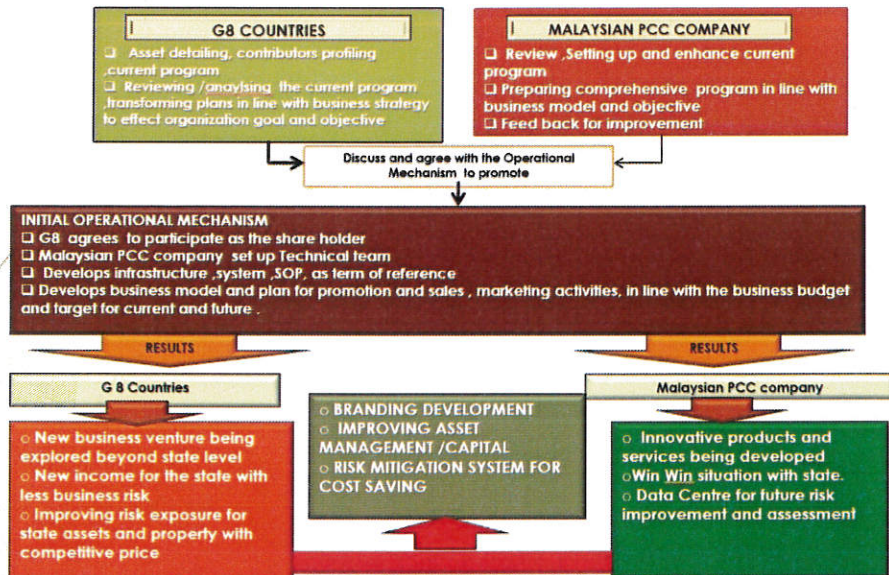 G8 COUNTRIES
❑ Asset detailing, contributors profiling
,current program
❑ Reviewing /anaylsing the current program
,transforming plans in line with business strategy
to effect organization goal and objective
MALAYSIAN PCC COMPANY
❑ Review ,Setting up and enhance current
program
❑ Preparing comprehensive program in line with
business model and objective
❑ Feed back for improvement
Discuss and agree with the Operational
Mechanism to promote
INITIAL OPERATIONAL MECHANISM
❑ G8 agrees to participate as the share holder
❑ Malaysian PCC company set up Technical team
❑ Develops infrastructure ,system ,SOP, as term of reference
❑ Develops business model and plan for promotion and sales , marketing activities, in line with the business budget
and target for current and future .
RESULTS
RESULTS
G 8 Countries
Malaysian PCC company
○ New business venture being
explored beyond state level
○ New income for the state with
less business risk
○ Improving risk exposure for
state assets and property with
competitive price
○ BRANDING DEVELOPMENT
○ IMPROVING ASSET
MANAGEMENT /CAPITAL
○ RISK MITIGATION SYSTEM FOR
COST SAVING
○ Innovative products and
services being developed
○Win Win situation with state.
○ Data Centre for future risk
improvement and assessment